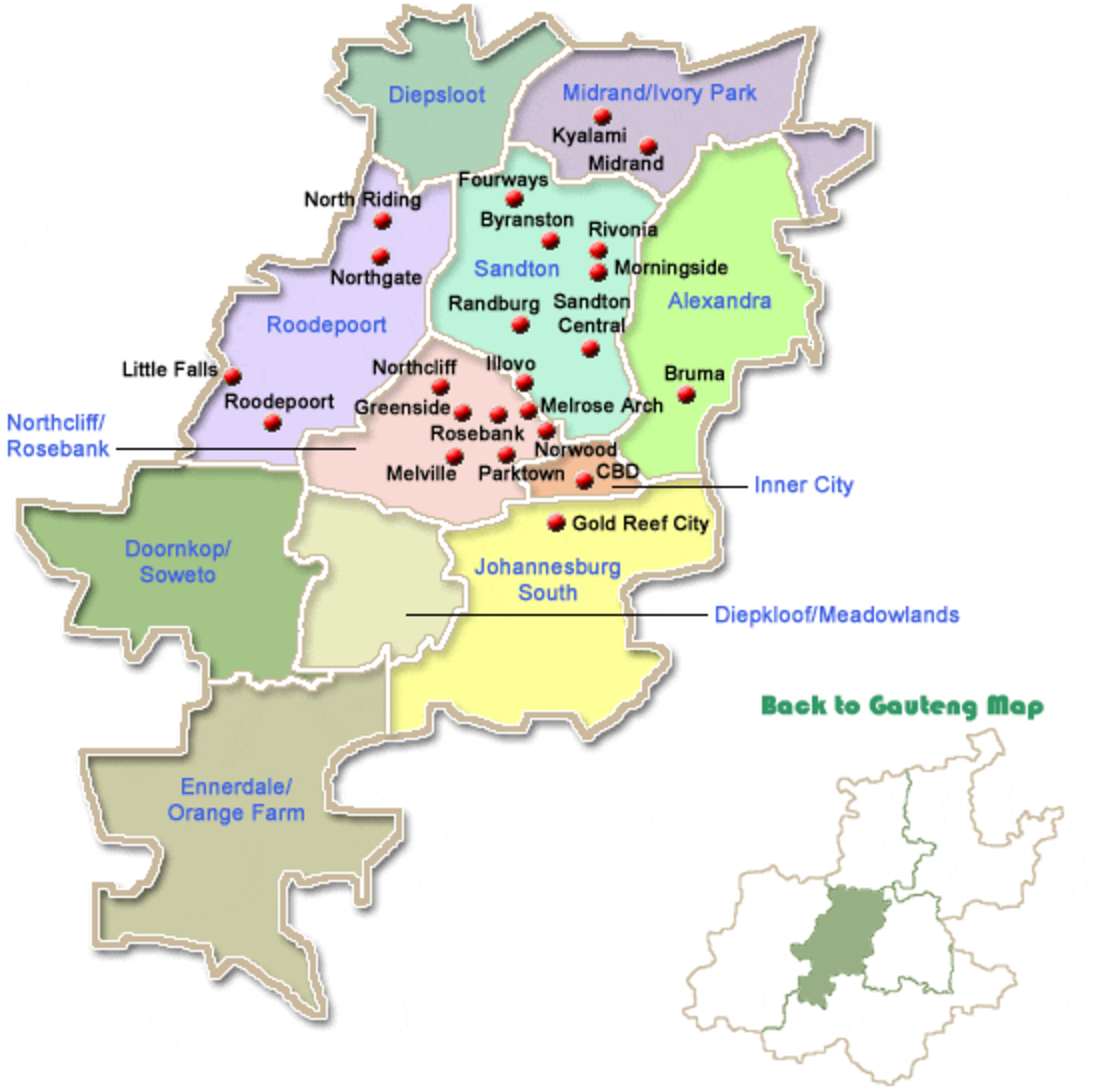 Diepsloot
Midrand/Ivory Park
Kyalami
Midrand
Fourways
North Riding
Byranston
Rivonia
Northgate
Sandton
Morningside
Alexandra
Randburg
Sandton
Central
Roodepoort
Little Falls
Northcliff
Illovo
Bruma
Roodepoort
Greenside
Melrose Arch
Northcliff/
Rosebank
Rosebank
Norwood
Melville
Parktown
CBD
Inner City
Gold Reef City
Doornkop/
Soweto
Johannesburg
South
Diepkloof/Meadowlands
Back to Gauteng Map
Ennerdale/
Orange Farm